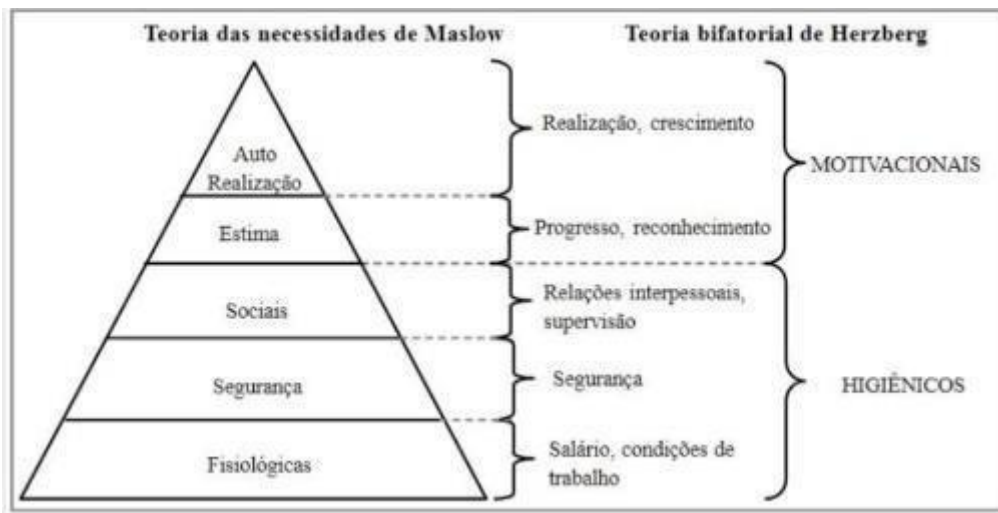 Teoria das necessidades de Maslow
Teoria bifatorial de Herzberg
Auto
Realização
Estima
Sociais
Segurança
Fisiológicas
Realização, crescimento
Progresso, reconhecimento
Relações interpessoais,
supervisão
Segurança
Salário, condições de
trabalho
MOTIVACIONAIS
HIGIÊNICOS